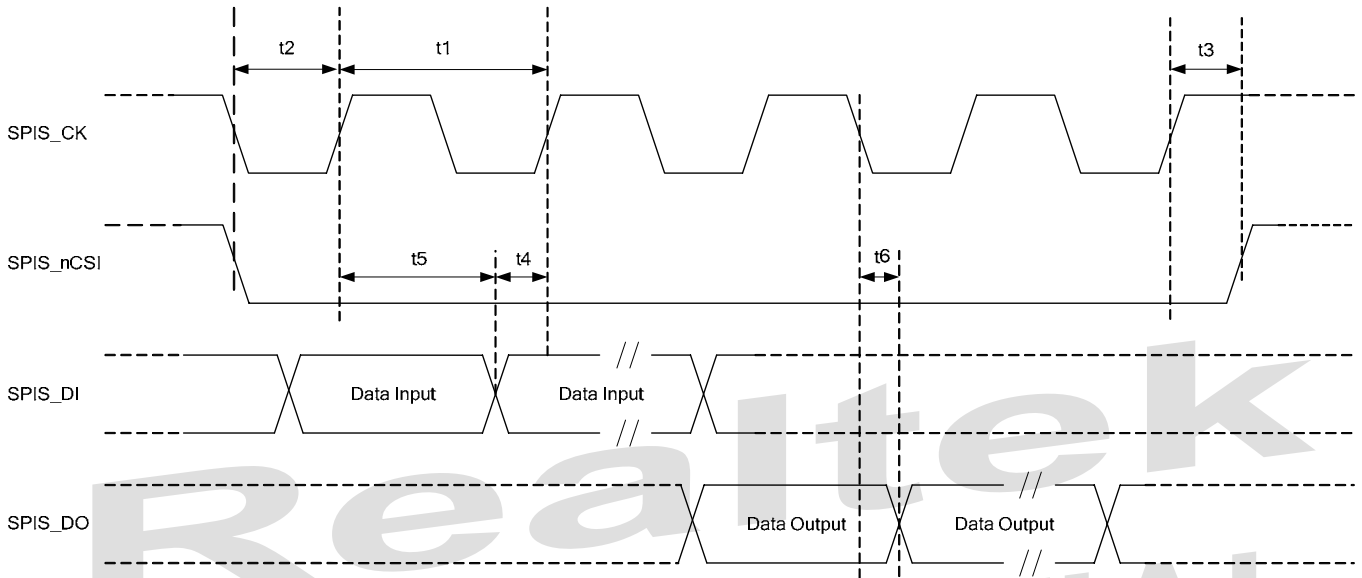 t2
t1
t3
SPIS_CK
SPIS_nCSI
t5
t4
t6
SPIS_DI
Data Input
Data Input
SPIS_DO
Data Output
Data Output
Realtek